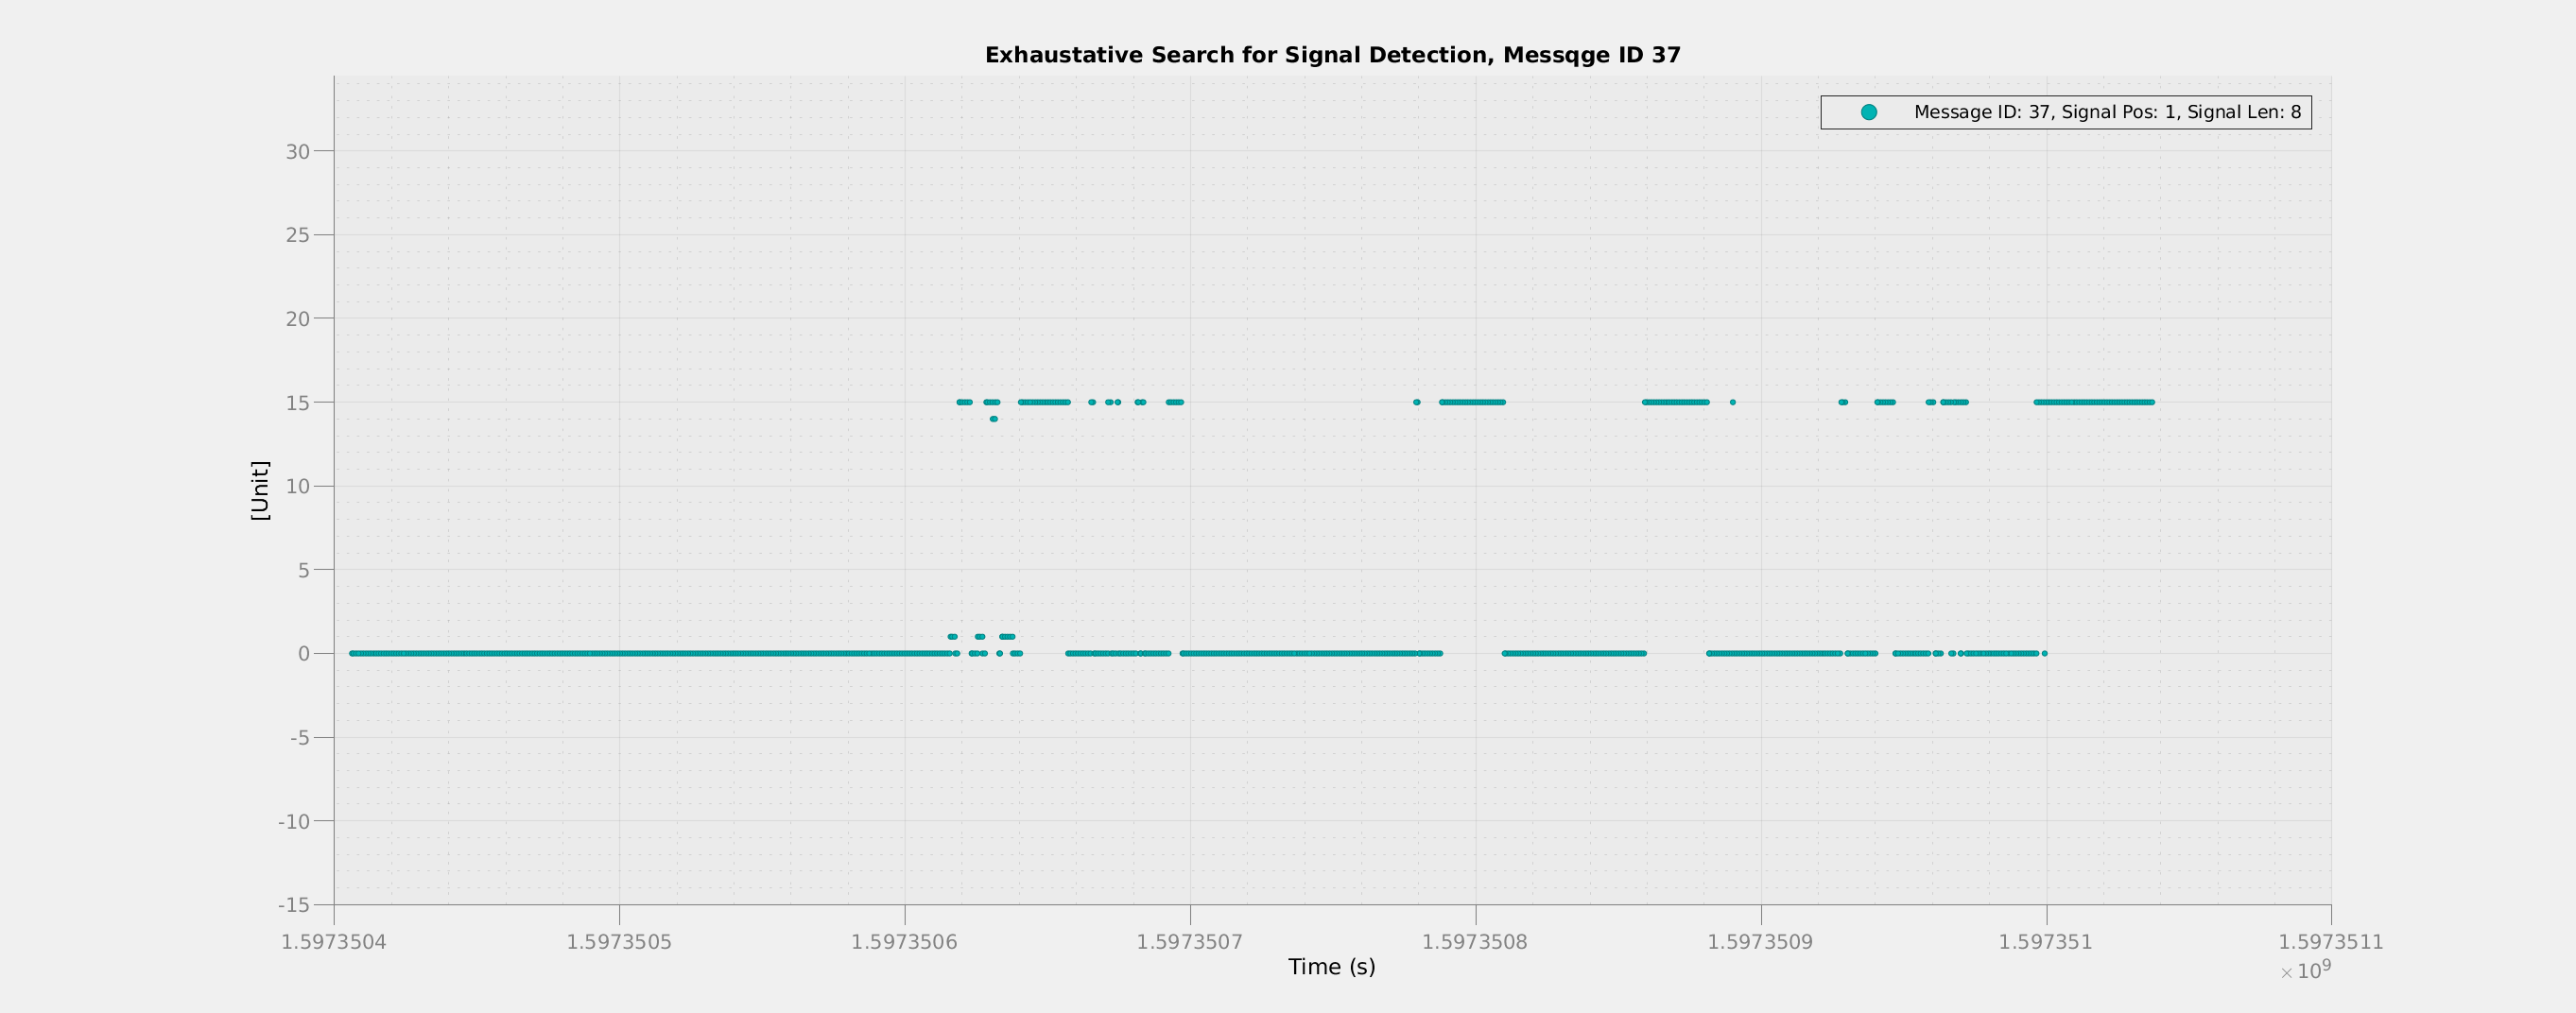 Exhaustative Search for Signal Detection, Messqge ID 37
Message ID: 37, Signal Pos: 1, Signal Len: 8
30
25
20
15
10
5
0
-5
-10
-15
[Unit]
1.5973504 1.5973505 1.5973506 1.5973507 1.5973508 1.5973509 1.597351 1.5973511
Time (s)
× 10⁹